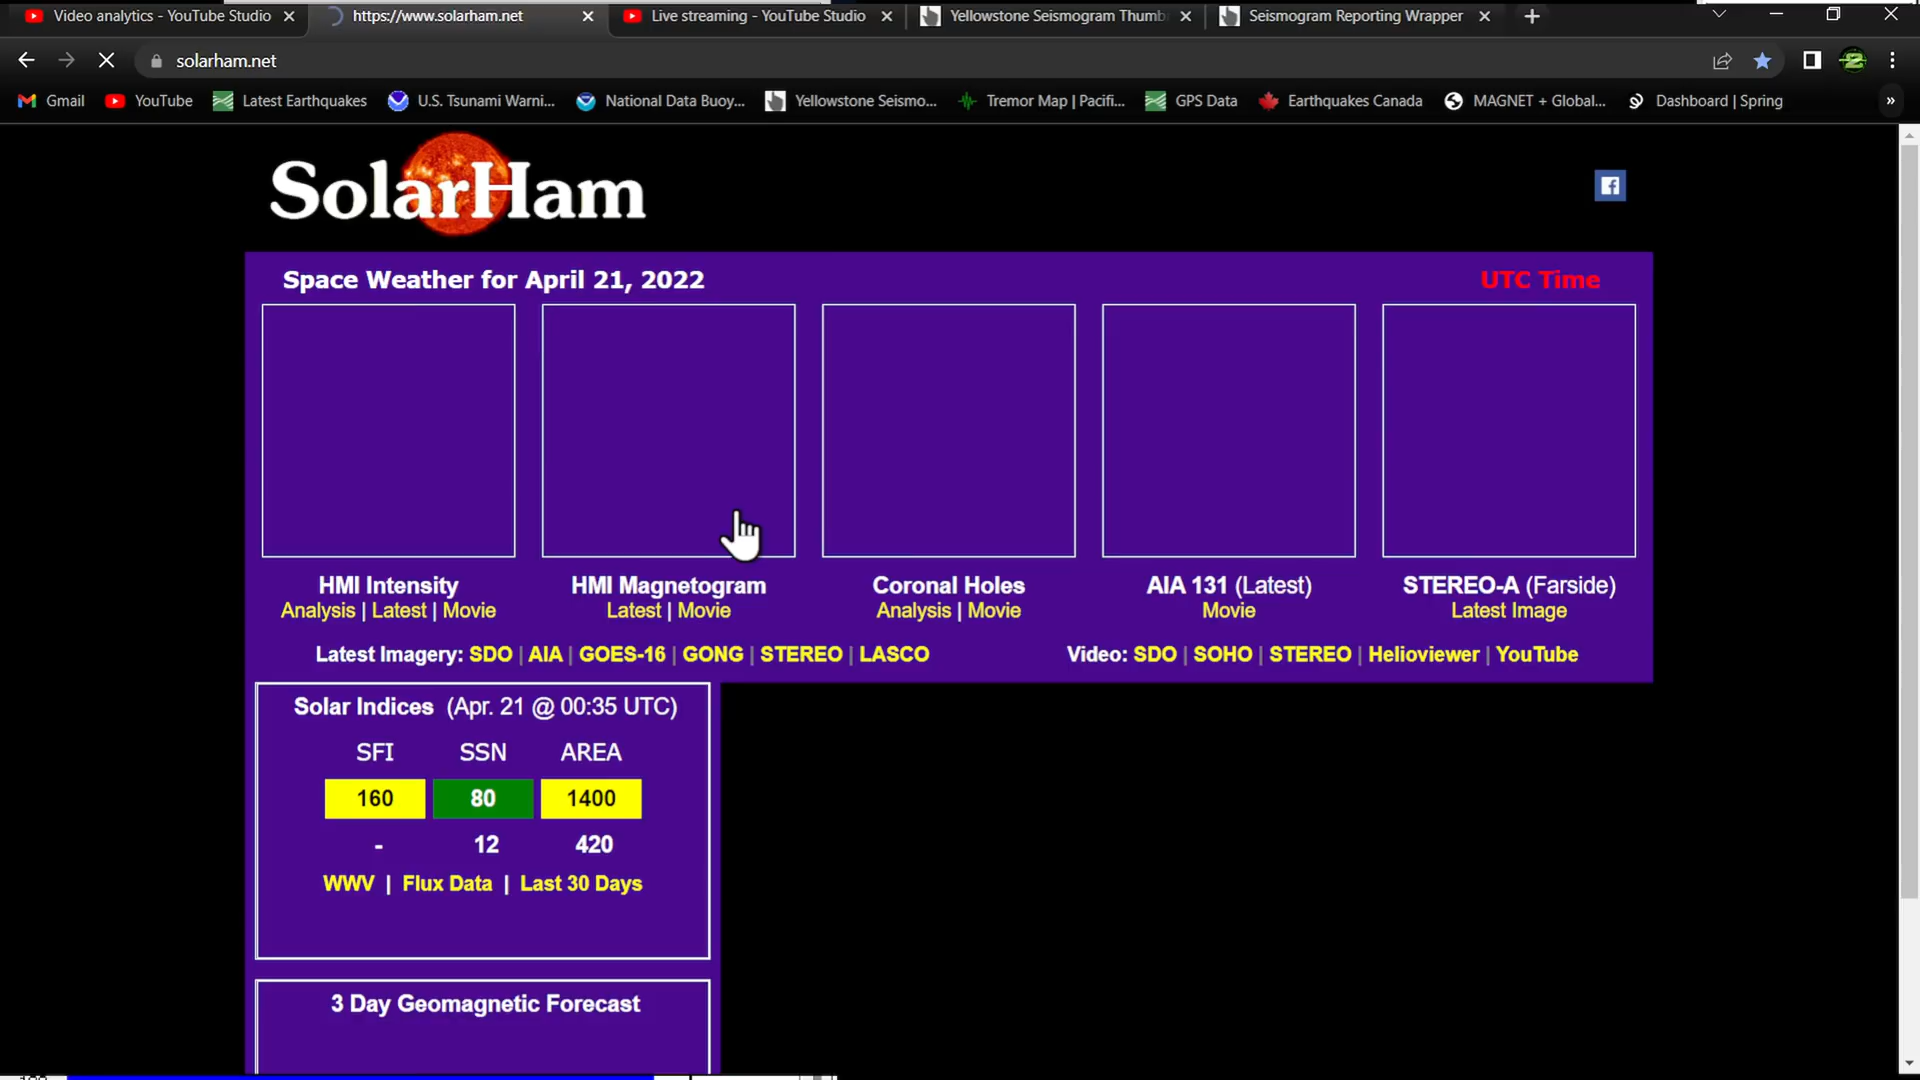 Video analytics - YouTube Studio
https://www.solarham.net
Live streaming - YouTube Studio
Yellowstone Seismogram Thumb
Seismogram Reporting Wrapper
solarham.net
Gmail
YouTube
Latest Earthquakes
U.S. Tsunami Warni...
National Data Buoy...
Yellowstone Seismo...
Tremor Map | Pacifi...
GPS Data
Earthquakes Canada
MAGNET + Global...
Dashboard | Spring
»
SolarHam
Space Weather for April 21, 2022
UTC Time
HMI Intensity
Analysis | Latest | Movie
HMI Magnetogram
Latest | Movie
Coronal Holes
Analysis | Movie
AIA 131 (Latest)
Movie
STEREO-A (Farside)
Latest Image
Latest Imagery: SDO | AIA | GOES-16 | GONG | STEREO | LASCO
Video: SDO | SOHO | STEREO | Helioviewer | YouTube
Solar Indices (Apr. 21 @ 00:35 UTC)
SFI SSN AREA
160 80 1400
- 12 420
WWV | Flux Data | Last 30 Days
3 Day Geomagnetic Forecast